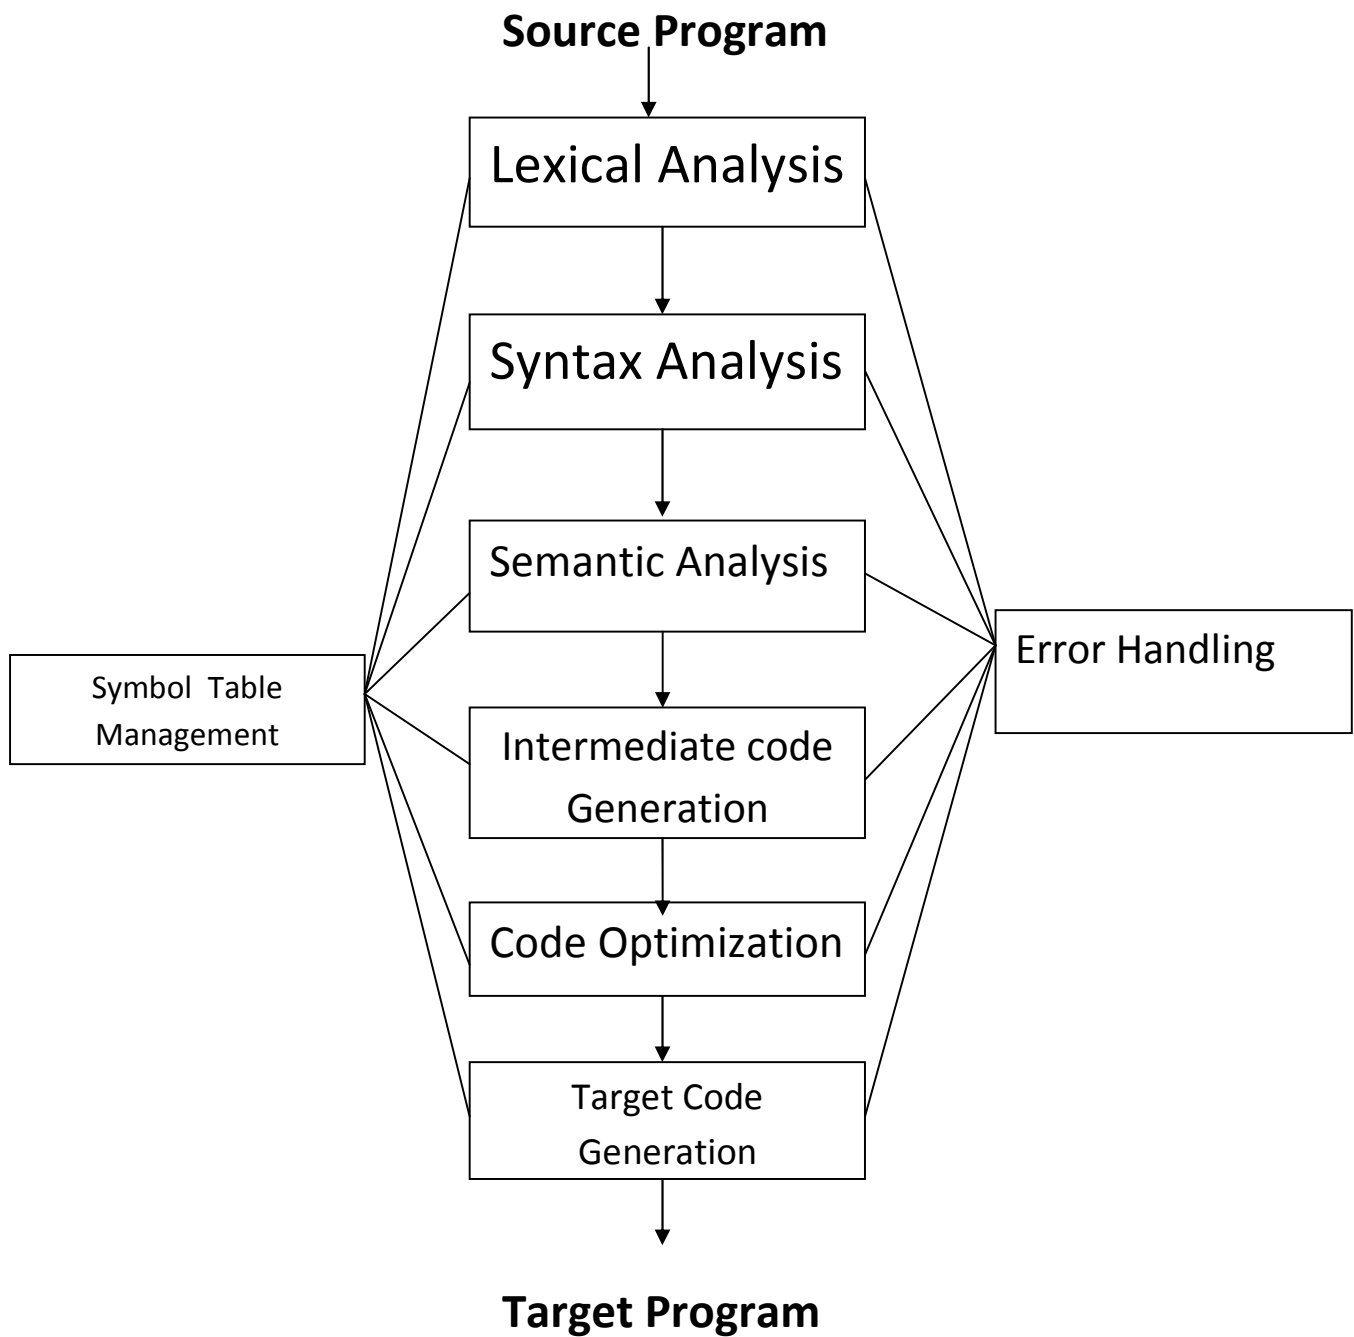 Source Program
Lexical Analysis
Syntax Analysis
Semantic Analysis
Error Handling
Symbol Table
Management
Intermediate code
Generation
Code Optimization
Target Code
Generation
Target Program